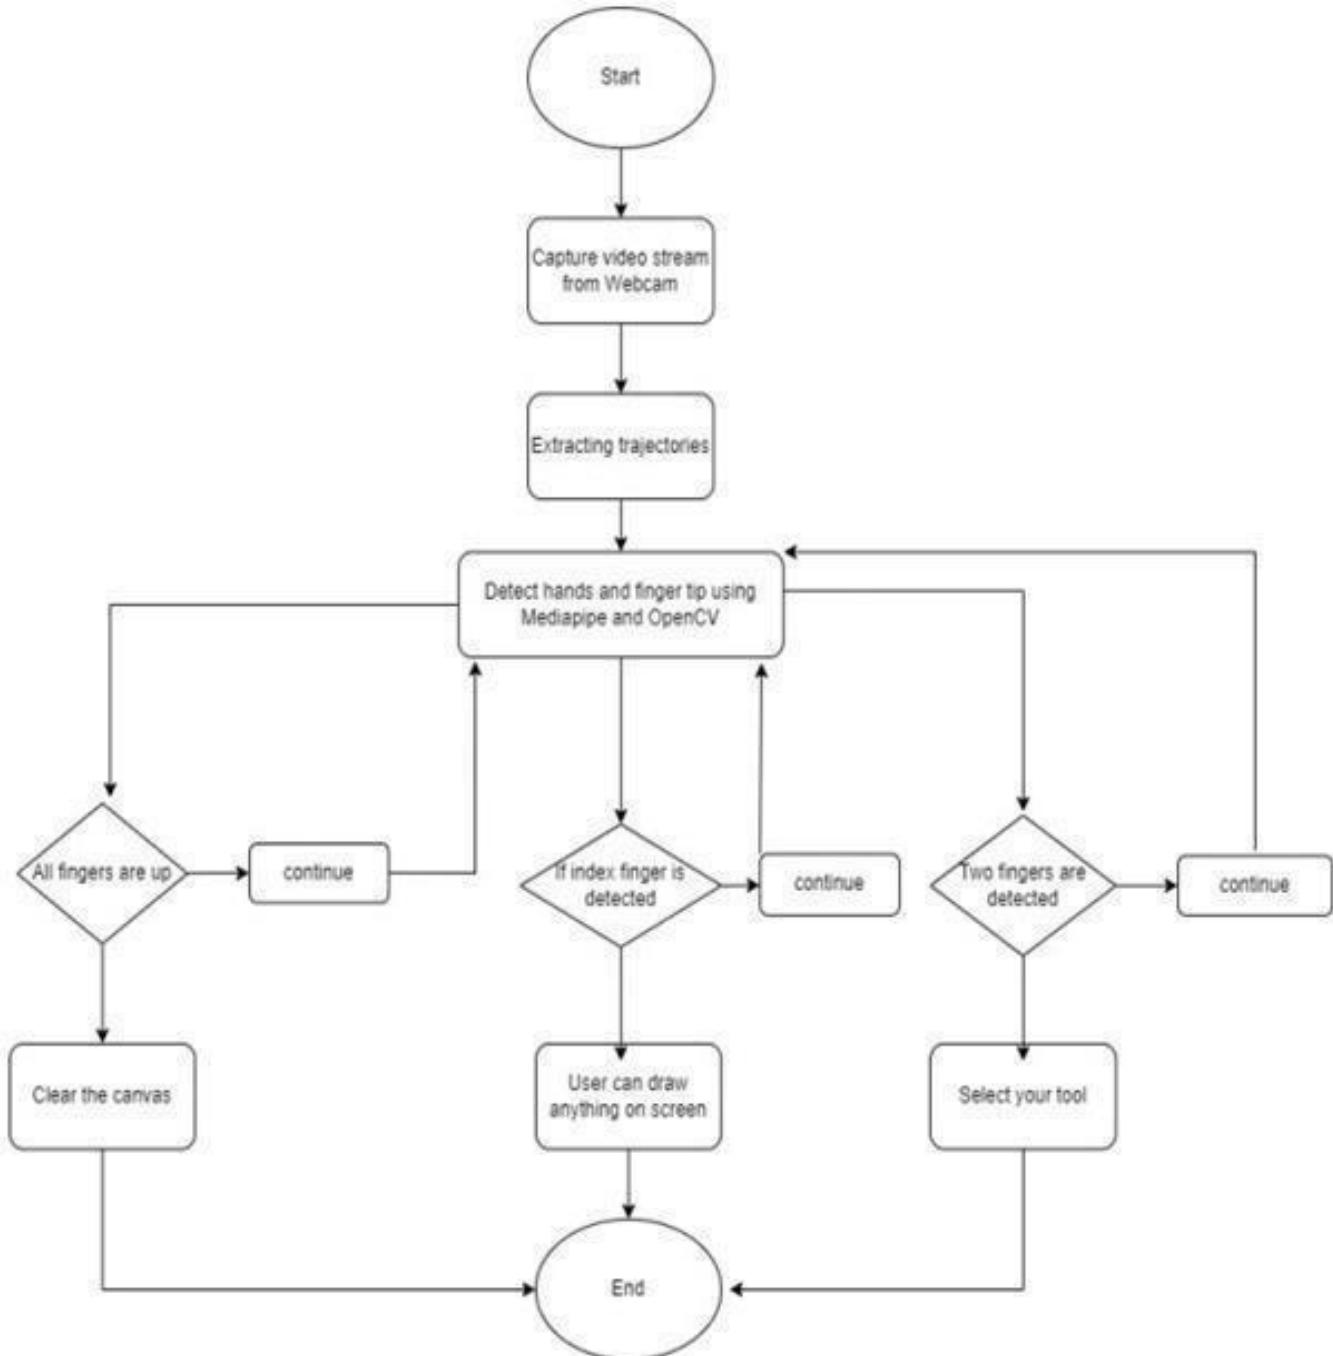 Start
Capture video stream
from Webcam
Extracting trajectories
Detect hands and finger tip using
Mediapipe and OpenCV
All fingers are up
continue
If index finger is
detected
continue
Two fingers are
detected
continue
Clear the canvas
User can draw
anything on screen
Select your tool
End